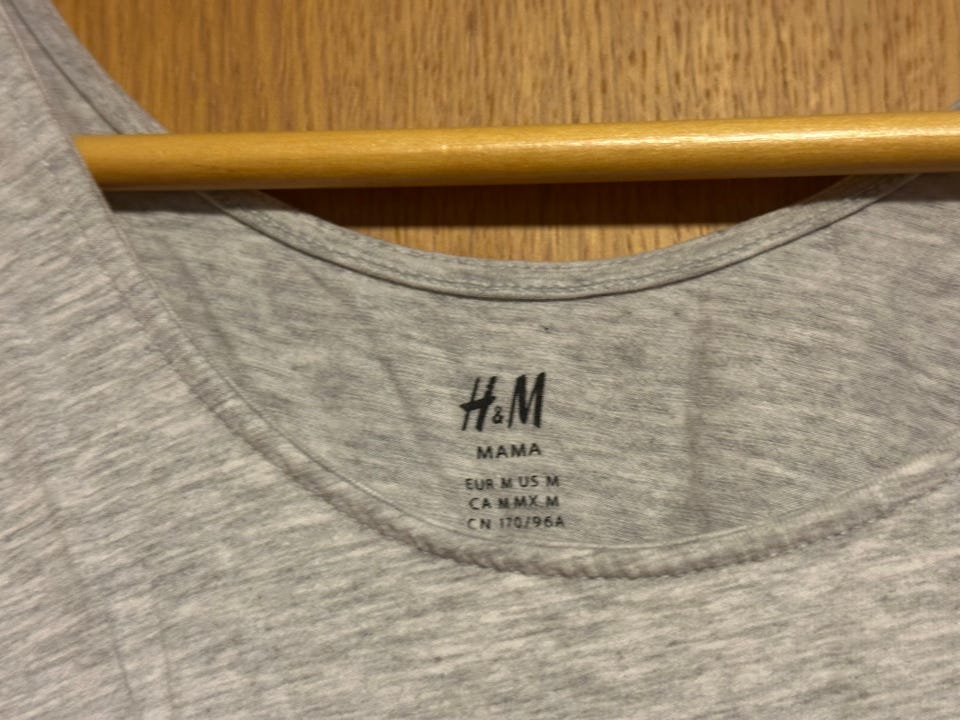 H&M
MAMA
EUR M US M
CA M MX M
CN 170/96A